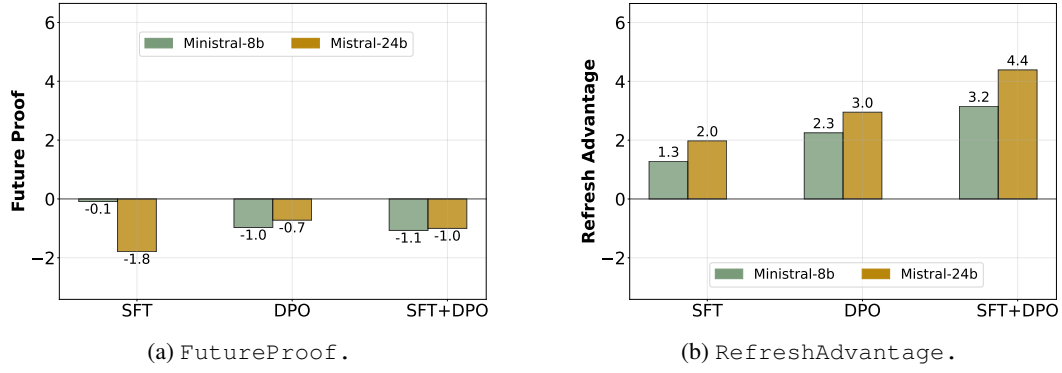 6
4
2
0
−2
Future Proof
Ministral-8b Mistral-24b
-0.1
-1.8
-1.0
-0.7
-1.1
-1.0
SFT DPO SFT+DPO
(a) FutureProof.
6
4
2
0
−2
Refresh Advantage
1.3
2.0
2.3
3.0
3.2
4.4
Ministral-8b Mistral-24b
SFT DPO SFT+DPO
(b) RefreshAdvantage.